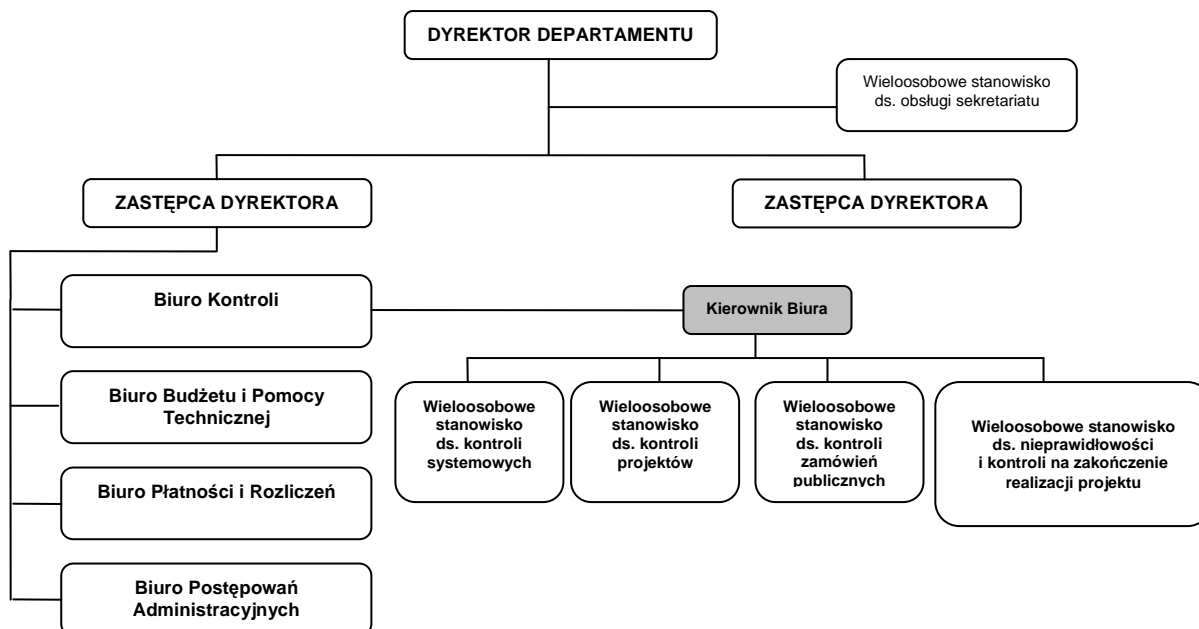 DYREKTOR DEPARTAMENTU
Wieloosobowe stanowisko
ds. obsługi sekretariatu
ZASTĘPCA DYREKTORA
ZASTĘPCA DYREKTORA
Biuro Kontroli
Kierownik Biura
Biuro Budżetu i Pomocy
Technicznej
Wieloosobowe
stanowisko
ds. kontroli
systemowych
Wieloosobowe
stanowisko
ds. kontroli
projektów
Wieloosobowe
stanowisko
ds. kontroli
zamówień
publicznych
Wieloosobowe stanowisko
ds. nieprawidłowości
i kontroli na zakończenie
realizacji projektu
Biuro Płatności i Rozliczeń
Biuro Postępowań
Administracyjnych